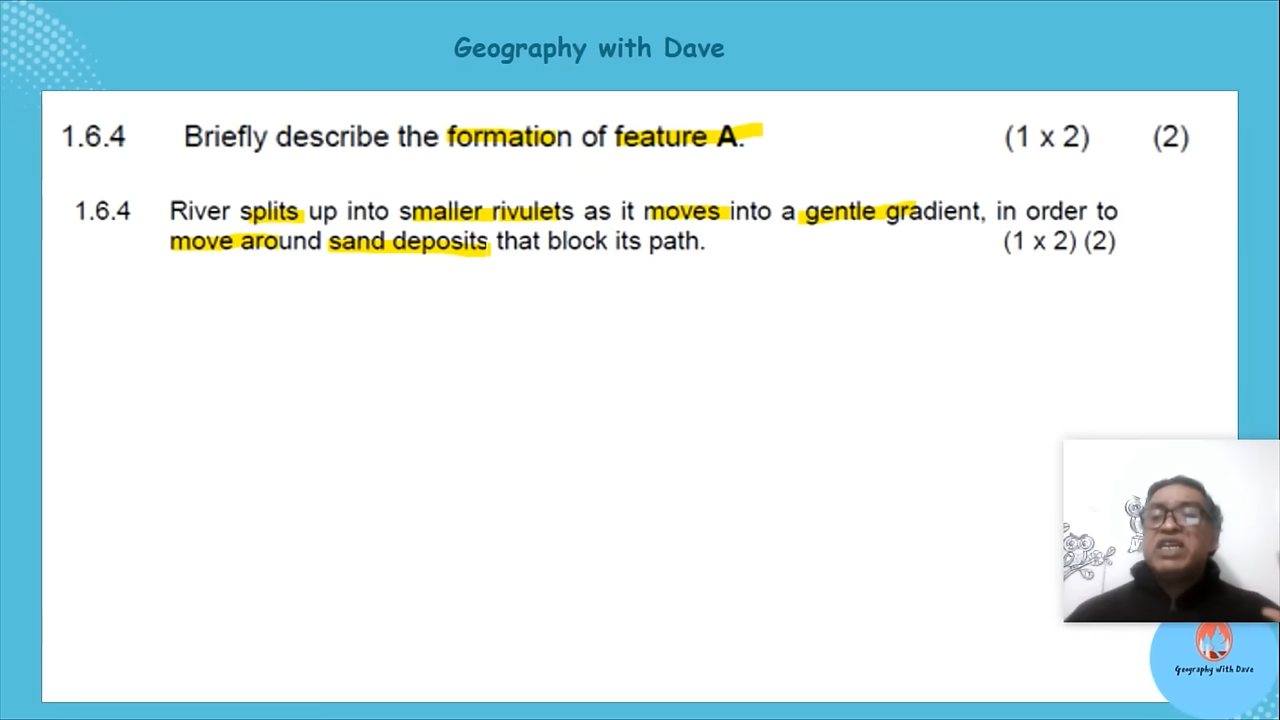 Geography with Dave
1.6.4 Briefly describe the formation of feature A. (1 x 2) (2)
1.6.4 River splits up into smaller rivulets as it moves into a gentle gradient, in order to
move around sand deposits that block its path. (1 x 2) (2)
Geography with Dave